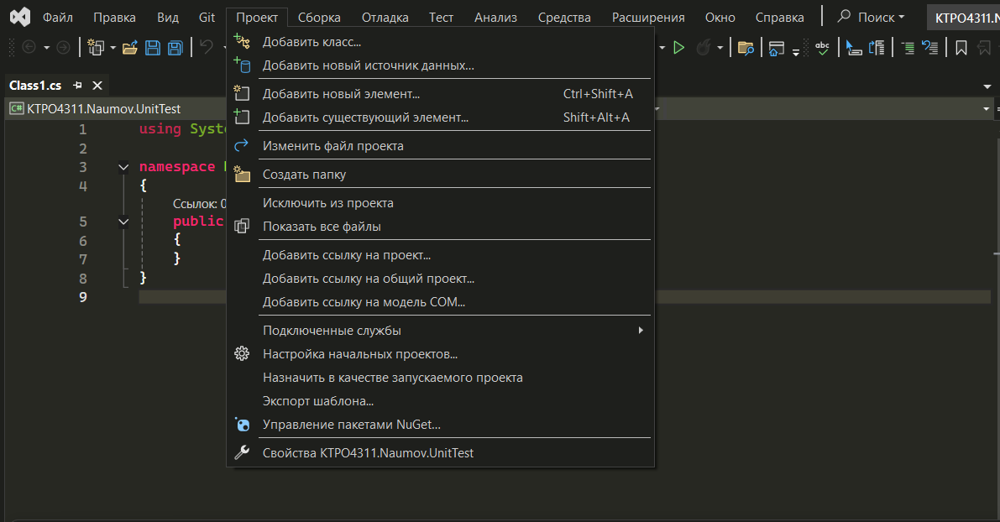 Файл Правка Вид Git Проект Сборка Отладка Тест Анализ Средства Расширения Окно Справка Поиск KTPO4311.N
abc
Class1.cs
C# KTPO4311.Naumov.UnitTest
1 using Syste
2
3 namespace
4 {
Ссылок: 0
5 public
6 {
7 }
8 }
9
Добавить класс...
Добавить новый источник данных...
Добавить новый элемент... Ctrl+Shift+A
Добавить существующий элемент... Shift+Alt+A
Изменить файл проекта
Создать папку
Исключить из проекта
Показать все файлы
Добавить ссылку на проект...
Добавить ссылку на общий проект...
Добавить ссылку на модель COM...
Подключенные службы
Настройка начальных проектов...
Назначить в качестве запускаемого проекта
Экспорт шаблона...
Управление пакетами NuGet...
Свойства KTPO4311.Naumov.UnitTest